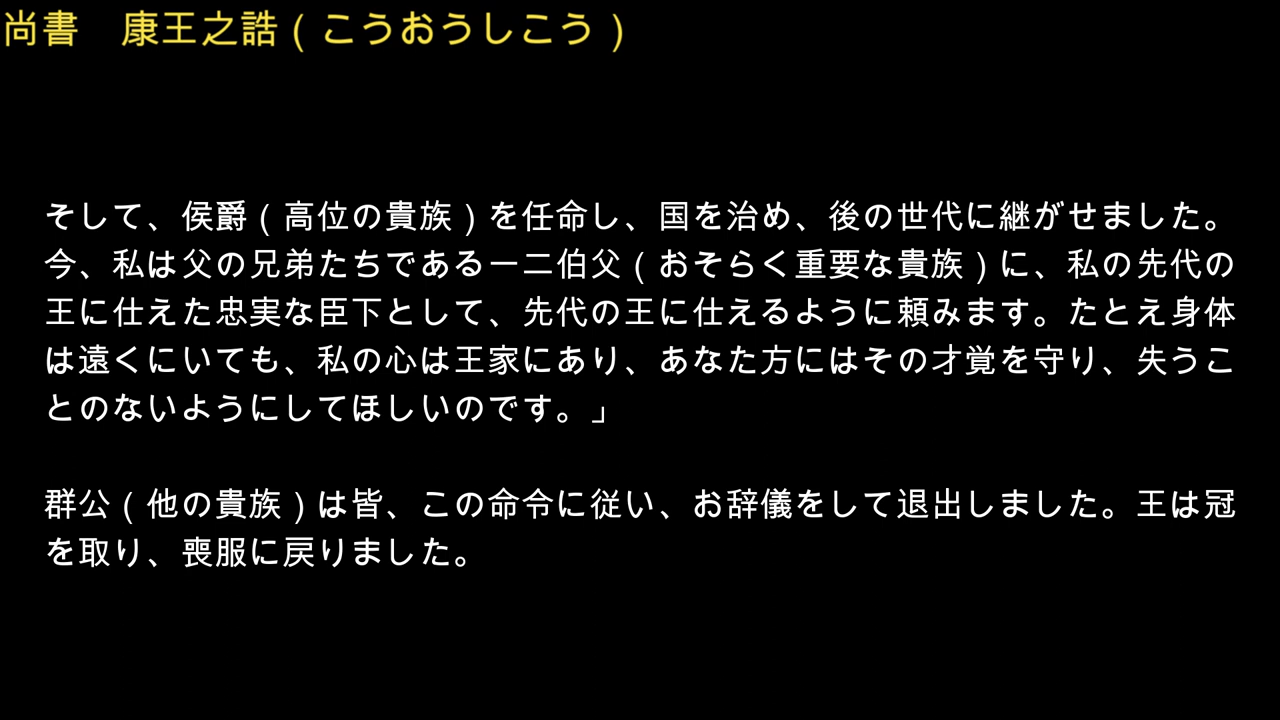 尚書　康王之誥（こうおうしこう）
そして、侯爵（高位の貴族）を任命し、国を治め、後の世代に継がせました。
今、私は父の兄弟たちである一二伯父（おそらく重要な貴族）に、私の先代の
王に仕えた忠実な臣下として、先代の王に仕えるように頼みます。たとえ身体
は遠くにいても、私の心は王家にあり、あなた方にはその才覚を守り、失うこ
とのないようにしてほしいのです。」
群公（他の貴族）は皆、この命令に従い、お辞儀をして退出しました。王は冠
を取り、喪服に戻りました。